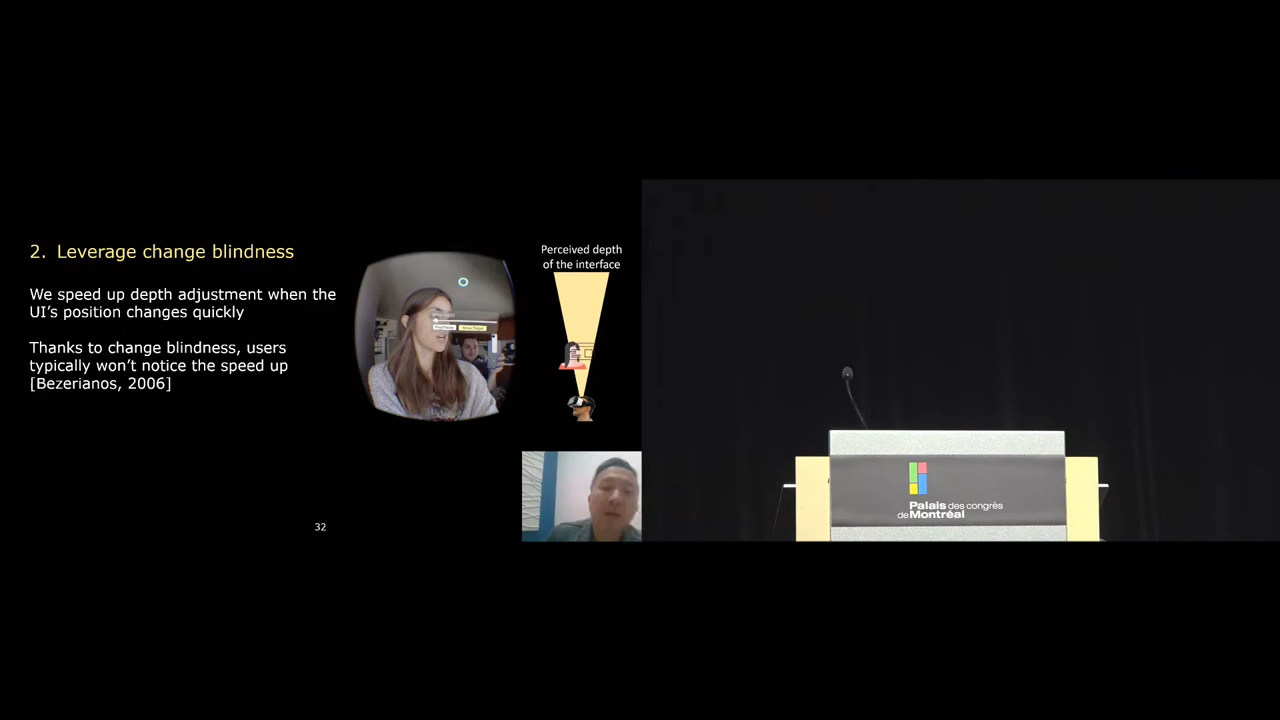 2. Leverage change blindness
We speed up depth adjustment when the
UI's position changes quickly
Thanks to change blindness, users
typically won't notice the speed up
[Bezerianos, 2006]
Perceived depth
of the interface
32
Palais des congrès
de Montréal